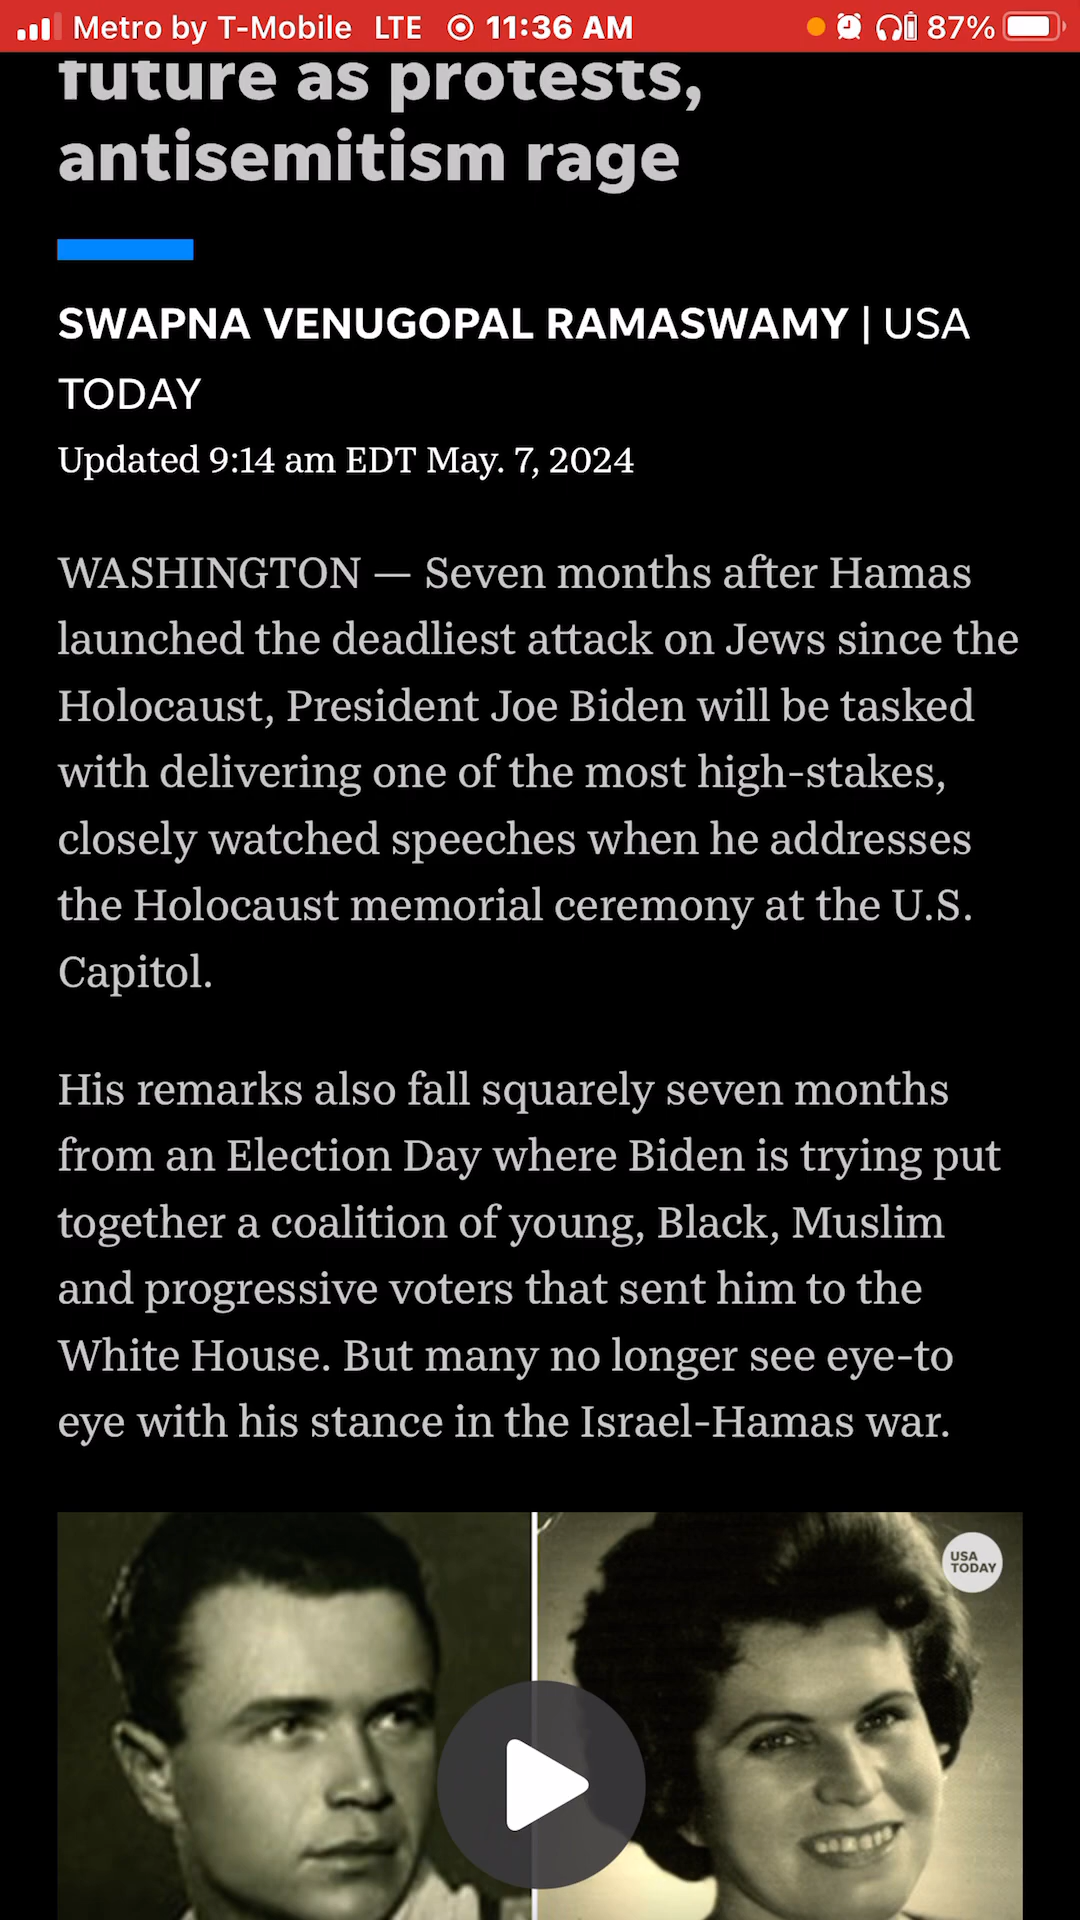 Metro by T-Mobile LTE 11:36 AM 87%
future as protests,
antisemitism rage
SWAPNA VENUGOPAL RAMASWAMY | USA
TODAY
Updated 9:14 am EDT May. 7, 2024
WASHINGTON — Seven months after Hamas
launched the deadliest attack on Jews since the
Holocaust, President Joe Biden will be tasked
with delivering one of the most high-stakes,
closely watched speeches when he addresses
the Holocaust memorial ceremony at the U.S.
Capitol.
His remarks also fall squarely seven months
from an Election Day where Biden is trying put
together a coalition of young, Black, Muslim
and progressive voters that sent him to the
White House. But many no longer see eye-to
eye with his stance in the Israel-Hamas war.
USA
TODAY